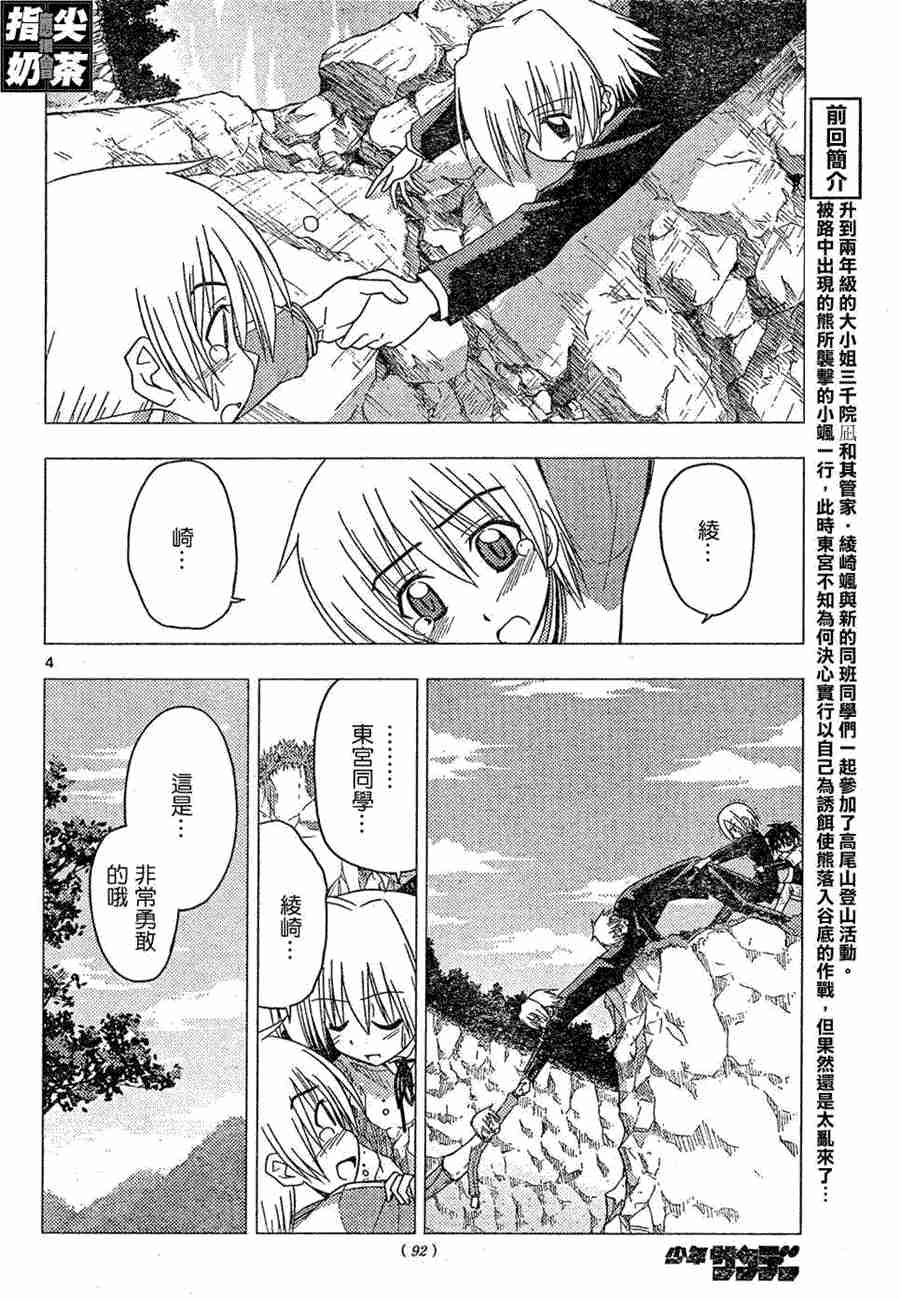 指尖
奶茶
前回簡介
升到兩年級的大小姐三千院凪和其管家·綾崎颯與新的同班同學們一起參加了高尾山登山活動。
被路中出現的熊所襲擊的小颯一行，此時東宮不知為何決心實行以自己為誘餌使熊落入谷底的作戰，但果然還是太亂來了…
綾…
崎…
4
東宮同學…
綾崎…
這是…
非常勇敢
的哦
(92)
少年サンデー